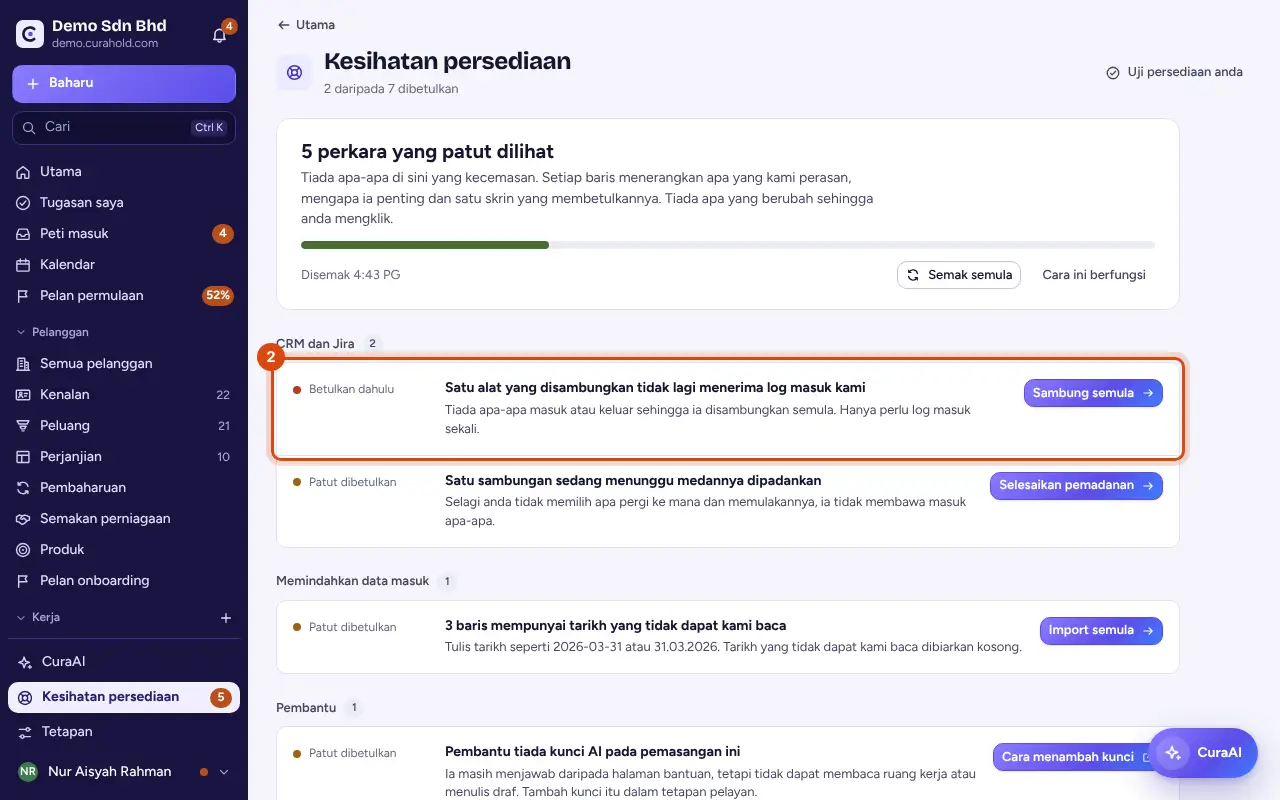 Demo Sdn Bhd
demo.curahold.com
4
Baharu
Cari
Ctrl K
Utama
Tugasan saya
Peti masuk
4
Kalendar
Pelan permulaan
52%
Pelanggan
Semua pelanggan
Kenalan
22
Peluang
21
Perjanjian
10
Pembaharuan
Semakan perniagaan
Produk
Pelan onboarding
Kerja
CuraAI
Kesihatan persediaan
5
Tetapan
NR
Nur Aisyah Rahman
Utama
Kesihatan persediaan
2 daripada 7 dibetulkan
Uji persediaan anda
5 perkara yang patut dilihat
Tiada apa-apa di sini yang kecemasan. Setiap baris menerangkan apa yang kami perasan,
mengapa ia penting dan satu skrin yang membetulkannya. Tiada apa yang berubah sehingga
anda mengklik.
Disemak 4:43 PG
Semak semula
Cara ini berfungsi
CRM dan Jira
2
2
Betulkan dahulu
Satu alat yang disambungkan tidak lagi menerima log masuk kami
Tiada apa-apa masuk atau keluar sehingga ia disambungkan semula. Hanya perlu log masuk
sekali.
Sambung semula
Patut dibetulkan
Satu sambungan sedang menunggu medannya dipadankan
Selagi anda tidak memilih apa pergi ke mana dan memulakannya, ia tidak membawa masuk
apa-apa.
Selesaikan pemadanan
Memindahkan data masuk
1
Patut dibetulkan
3 baris mempunyai tarikh yang tidak dapat kami baca
Tulis tarikh seperti 2026-03-31 atau 31.03.2026. Tarikh yang tidak dapat kami baca dibiarkan kosong.
Import semula
Pembantu
1
Patut dibetulkan
Pembantu tiada kunci AI pada pemasangan ini
Ia masih menjawab daripada halaman bantuan, tetapi tidak dapat membaca ruang kerja atau
menulis draf. Tambah kunci itu dalam tetapan pelayan.
Cara menambah kunci
CuraAI